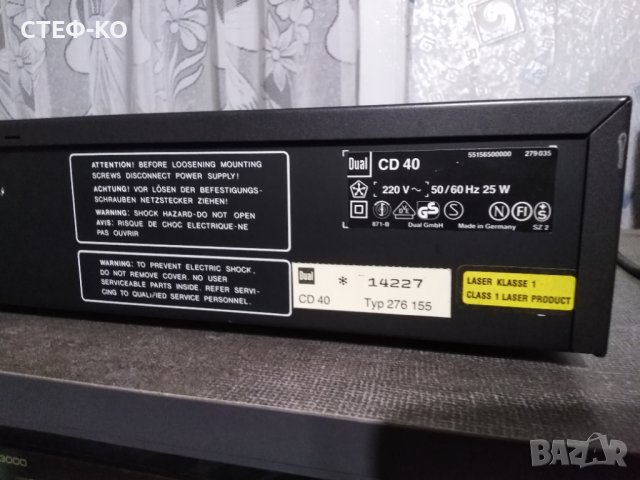 СТЕФ-КО
ATTENTION! BEFORE LOOSENING MOUNTING
SCREWS DISCONNECT POWER SUPPLY!
ACHTUNG! VOR LÖSEN DER BEFESTIGUNGS-
SCHRAUBEN NETZSTECKER ZIEHEN!
WARNING: SHOCK HAZARD-DO NOT OPEN
AVIS: RISQUE DE CHOC ELECTRIQUE-NE
PAS OUVRIR
WARNING: TO PREVENT ELECTRIC SHOCK,
DO NOT REMOVE COVER. NO USER
SERVICEABLE PARTS INSIDE. REFER SERVI-
CING TO QUALIFIED SERVICE PERSONNEL.
55156500000 279 035
Dual CD 40
220 V ~ 50/60 Hz 25 W
GS S N FI S
871-B Dual GmbH Made in Germany SZ 2
Dual * 14227
CD 40 Typ 276 155
LASER KLASSE 1
CLASS 1 LASER PRODUCT
3000
BAZAR